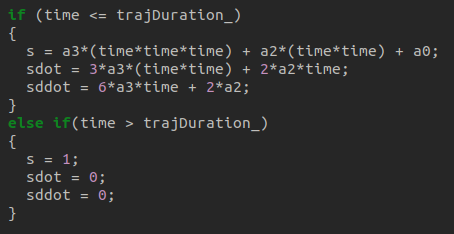 if (time <= trajDuration_)
{
  s = a3*(time*time*time) + a2*(time*time) + a0;
  sdot = 3*a3*(time*time) + 2*a2*time;
  sddot = 6*a3*time + 2*a2;
}
else if(time > trajDuration_)
{
  s = 1;
  sdot = 0;
  sddot = 0;
}